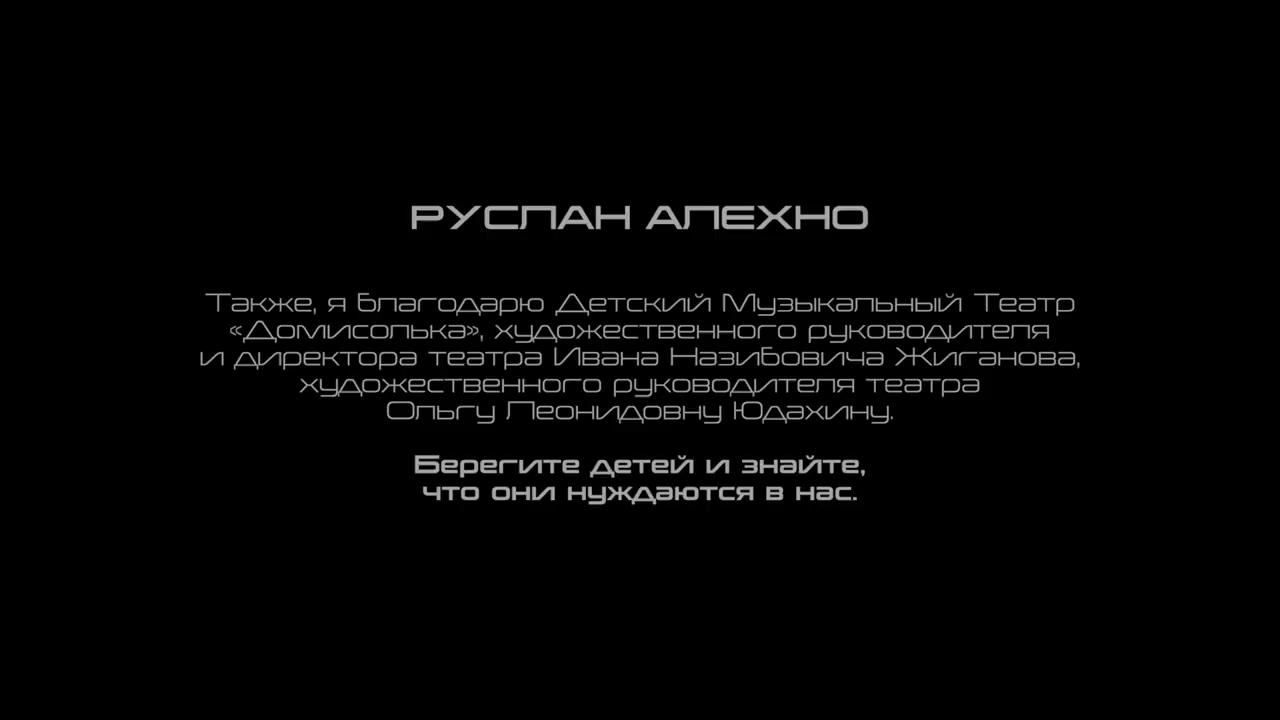 РУСЛАН АЛЕХНО
Также, я благодарю Детский Музыкальный Театр
«Домисолька», художественного руководителя
и директора театра Ивана Назибовича Жиганова,
художественного руководителя театра
Ольгу Леонидовну Юдахину.
Берегите детей и знайте,
что они нуждаются в нас.